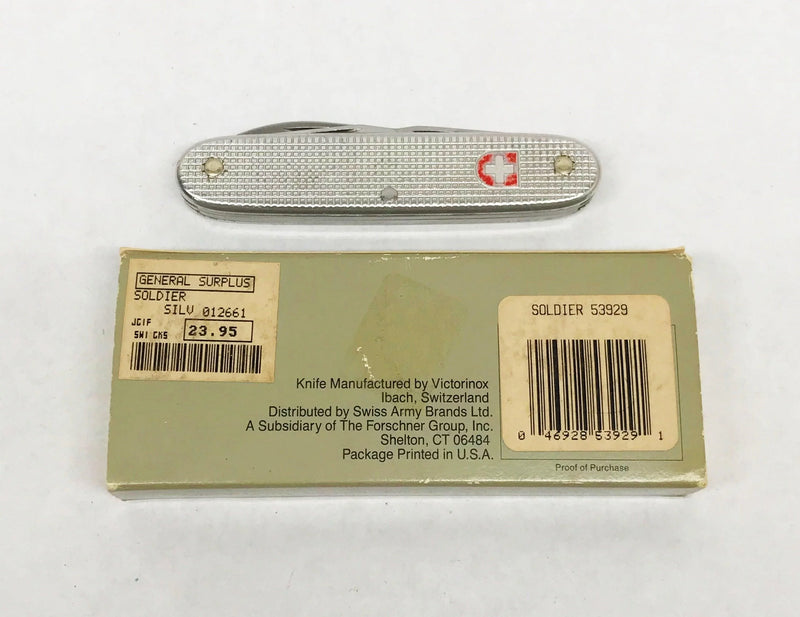 GENERAL SURPLUS
SOLDIER
SILV 012661
JGIF
23.95
SWI GKS
SOLDIER 53929
0 46928 53929 1
Proof of Purchase
Knife Manufactured by Victorinox
Ibach, Switzerland
Distributed by Swiss Army Brands Ltd.
A Subsidiary of The Forschner Group, Inc.
Shelton, CT 06484
Package Printed in U.S.A.